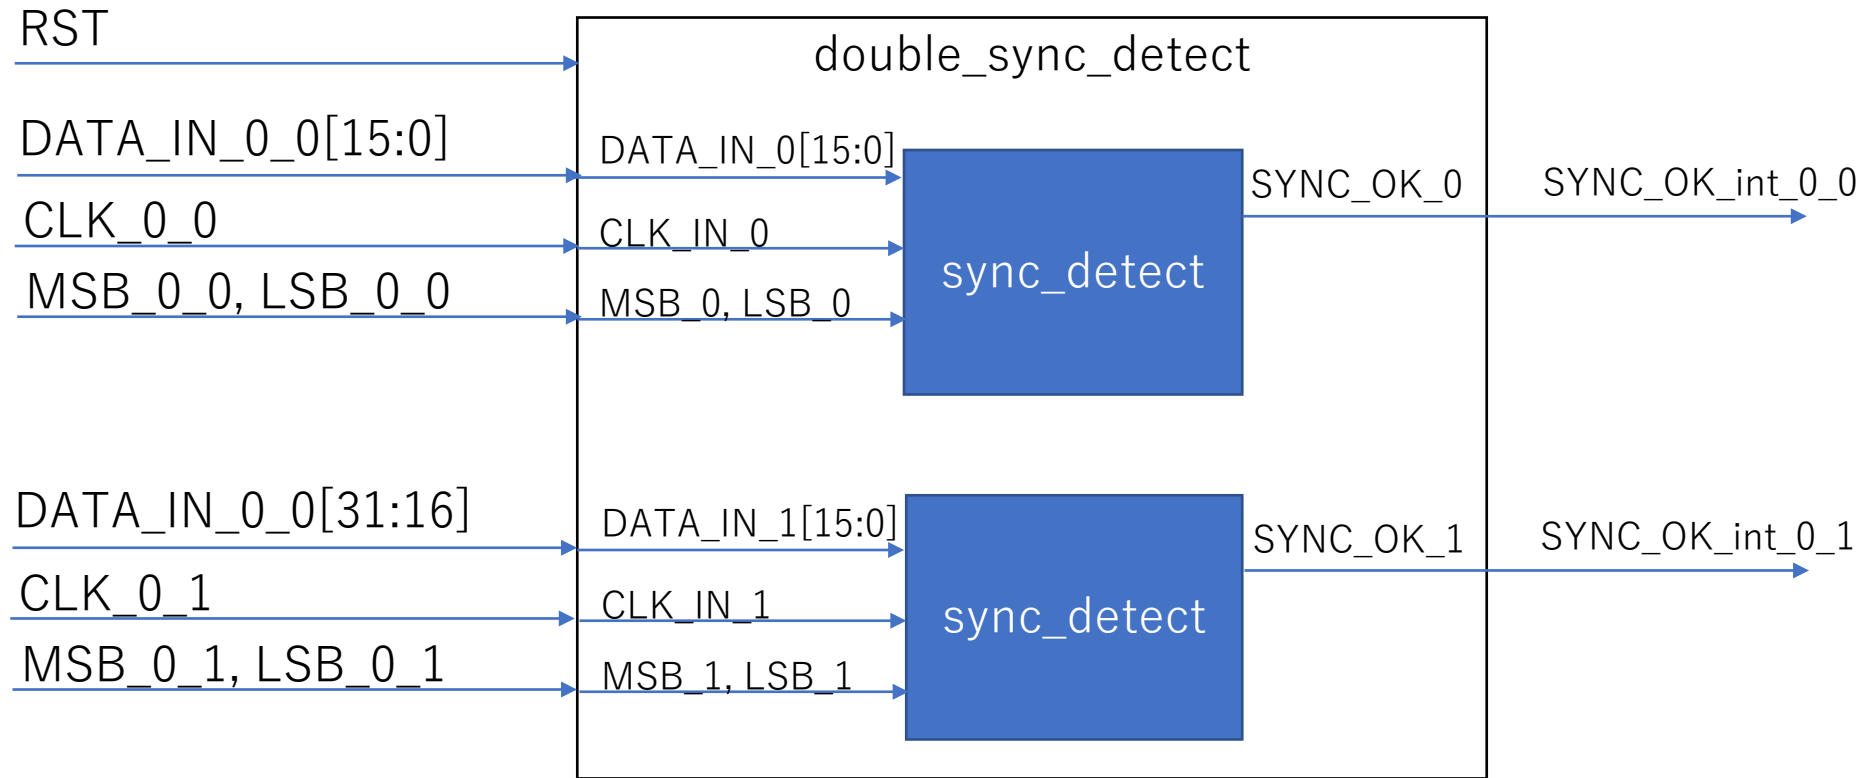 RST
double_sync_detect
DATA_IN_0_0[15:0]
DATA_IN_0[15:0]
SYNC_OK_0
SYNC_OK_int_0_0
CLK_0_0
CLK_IN_0
sync_detect
MSB_0_0, LSB_0_0
MSB_0, LSB_0
DATA_IN_0_0[31:16]
DATA_IN_1[15:0]
SYNC_OK_1
SYNC_OK_int_0_1
CLK_0_1
CLK_IN_1
sync_detect
MSB_0_1, LSB_0_1
MSB_1, LSB_1